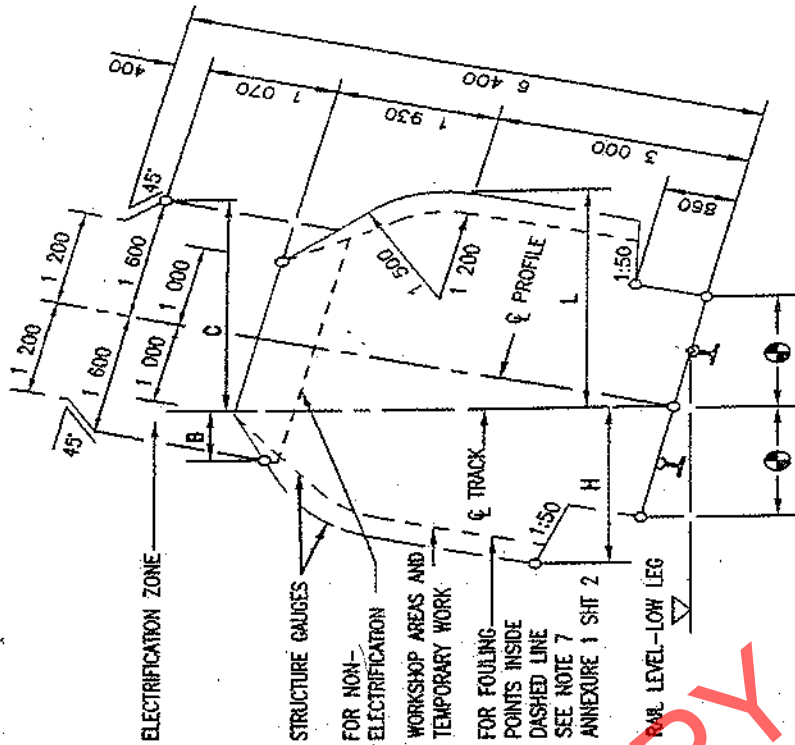 400
6 400
1 070
1 930
3 000
860
45°
1 200
1 200
1 600
1 600
1 000
1 000
45°
C
B
1 500
1 200
℄ PROFILE
L
1:50
℄ TRACK
H
1:50
ELECTRIFICATION ZONE
STRUCTURE GAUGES
FOR NON-
ELECTRIFICATION
WORKSHOP AREAS AND
TEMPORARY WORK
FOR FOULING
POINTS INSIDE
DASHED LINE
SEE NOTE 7
ANNEXURE 1 SHT 2
RAIL LEVEL-LOW LEG
PY